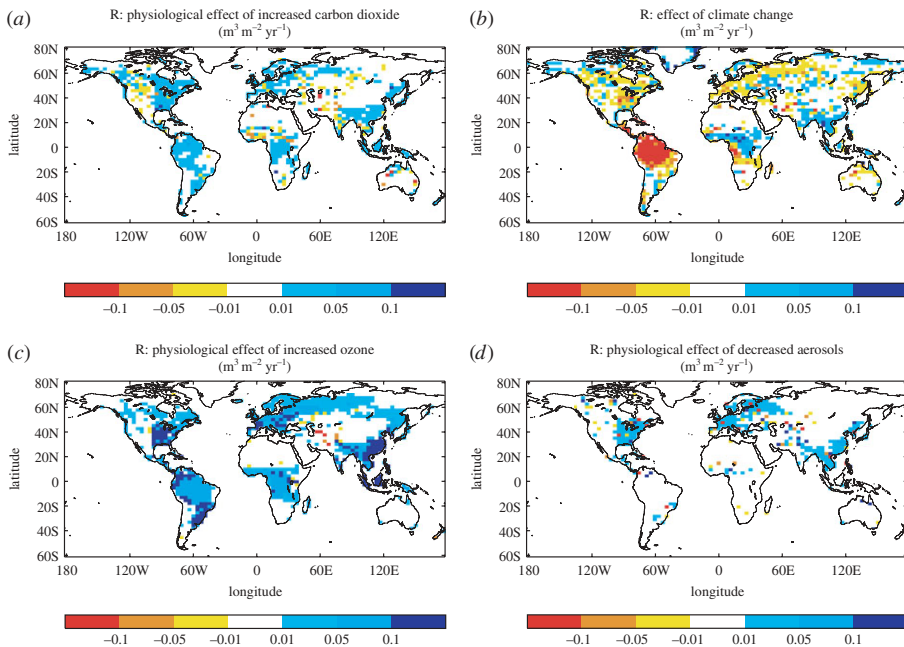 (a)
R: physiological effect of increased carbon dioxide
(m³ m⁻² yr⁻¹)
80N
60N
40N
20N
0
20S
40S
60S
latitude
180 120W 60W 0 60E 120E
longitude
−0.1 −0.05 −0.01 0.01 0.05 0.1
(b)
R: effect of climate change
(m³ m⁻² yr⁻¹)
80N
60N
40N
20N
0
20S
40S
60S
latitude
180 120W 60W 0 60E 120E
longitude
−0.1 −0.05 −0.01 0.01 0.05 0.1
(c)
R: physiological effect of increased ozone
(m³ m⁻² yr⁻¹)
80N
60N
40N
20N
0
20S
40S
60S
latitude
180 120W 60W 0 60E 120E
longitude
−0.1 −0.05 −0.01 0.01 0.05 0.1
(d)
R: physiological effect of decreased aerosols
(m³ m⁻² yr⁻¹)
80N
60N
40N
20N
0
20S
40S
60S
latitude
180 120W 60W 0 60E 120E
longitude
−0.1 −0.05 −0.01 0.01 0.05 0.1